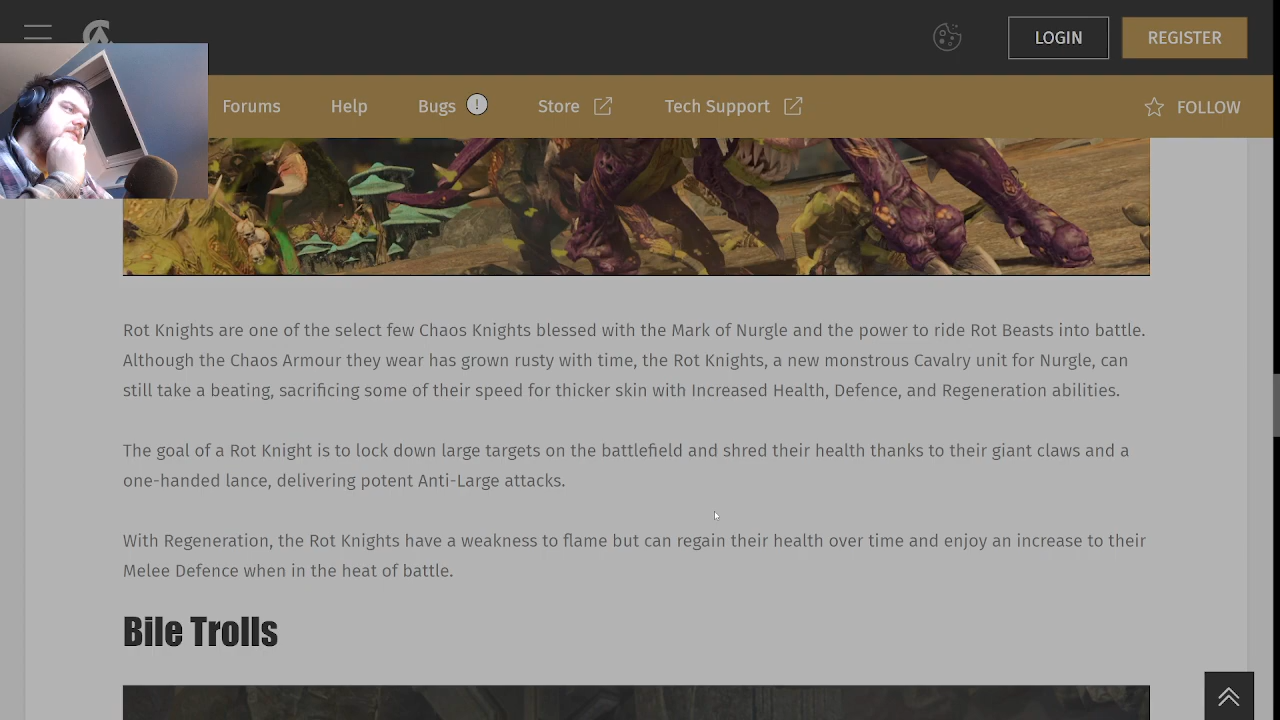 LOGIN
REGISTER
Forums
Help
Bugs
!
Store
Tech Support
FOLLOW
Rot Knights are one of the select few Chaos Knights blessed with the Mark of Nurgle and the power to ride Rot Beasts into battle.
Although the Chaos Armour they wear has grown rusty with time, the Rot Knights, a new monstrous Cavalry unit for Nurgle, can
still take a beating, sacrificing some of their speed for thicker skin with Increased Health, Defence, and Regeneration abilities.
The goal of a Rot Knight is to lock down large targets on the battlefield and shred their health thanks to their giant claws and a
one-handed lance, delivering potent Anti-Large attacks.
With Regeneration, the Rot Knights have a weakness to flame but can regain their health over time and enjoy an increase to their
Melee Defence when in the heat of battle.
Bile Trolls